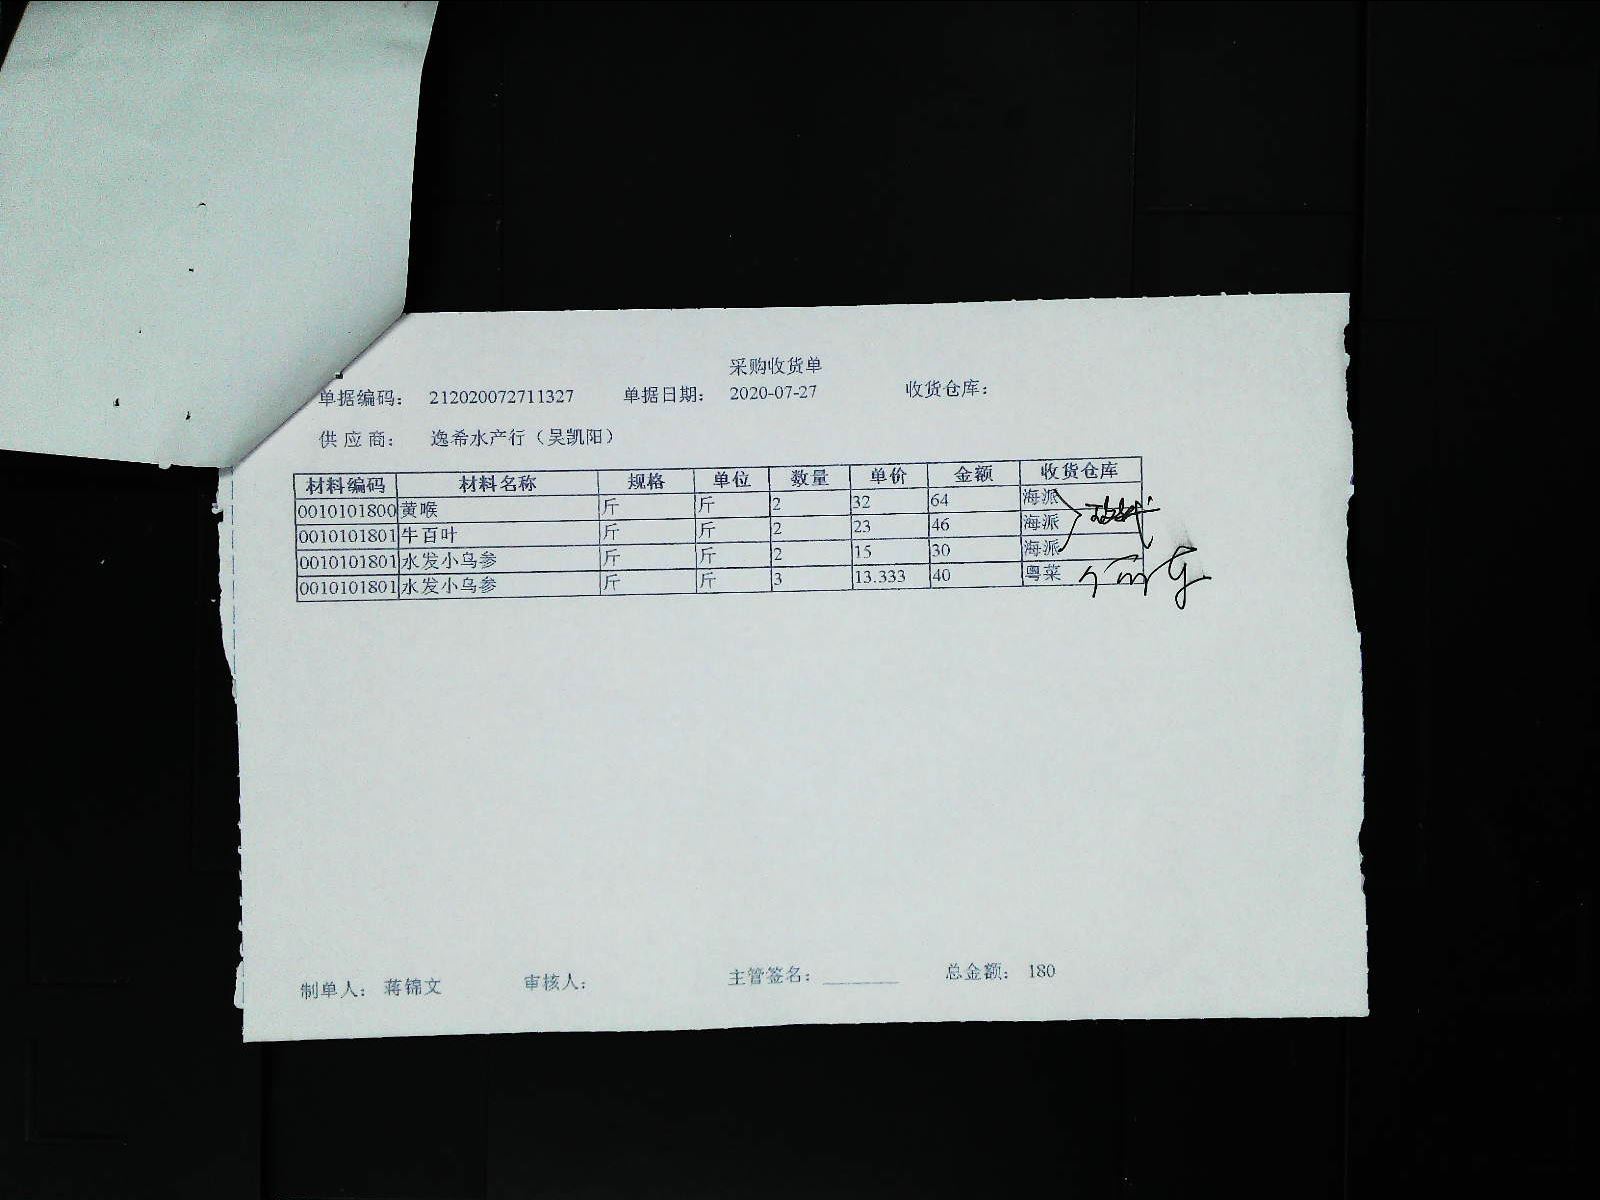 采购收货单
单据编码： 212020072711327 单据日期： 2020-07-27 收货仓库：
供 应 商： 逸希水产行（吴凯阳）
材料编码 材料名称 规格 单位 数量 单价 金额 收货仓库
0010101800 黄喉 斤 斤 2 32 64 海派
0010101801 牛百叶 斤 斤 2 23 46 海派
0010101801 水发小乌参 斤 斤 2 15 30 海派
0010101801 水发小乌参 斤 斤 3 13.333 40 粤菜
制单人： 蒋锦文 审核人： 主管签名： 总金额： 180